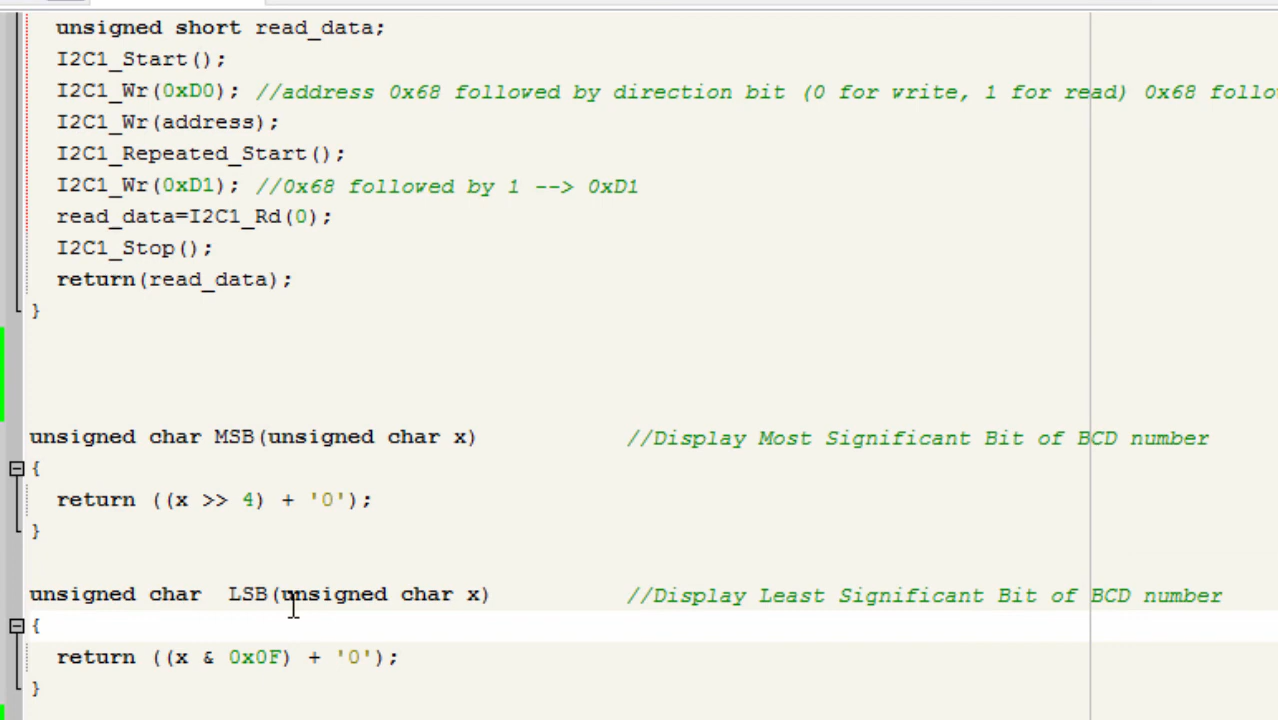 unsigned short read_data;
I2C1_Start();
I2C1_Wr(0xD0); //address 0x68 followed by direction bit (0 for write, 1 for read) 0x68 follo
I2C1_Wr(address);
I2C1_Repeated_Start();
I2C1_Wr(0xD1); //0x68 followed by 1 --> 0xD1
read_data=I2C1_Rd(0);
I2C1_Stop();
return(read_data);
}
unsigned char MSB(unsigned char x) //Display Most Significant Bit of BCD number
{
return ((x >> 4) + '0');
}
unsigned char  LSB(unsigned char x) //Display Least Significant Bit of BCD number
{
return ((x & 0x0F) + '0');
}